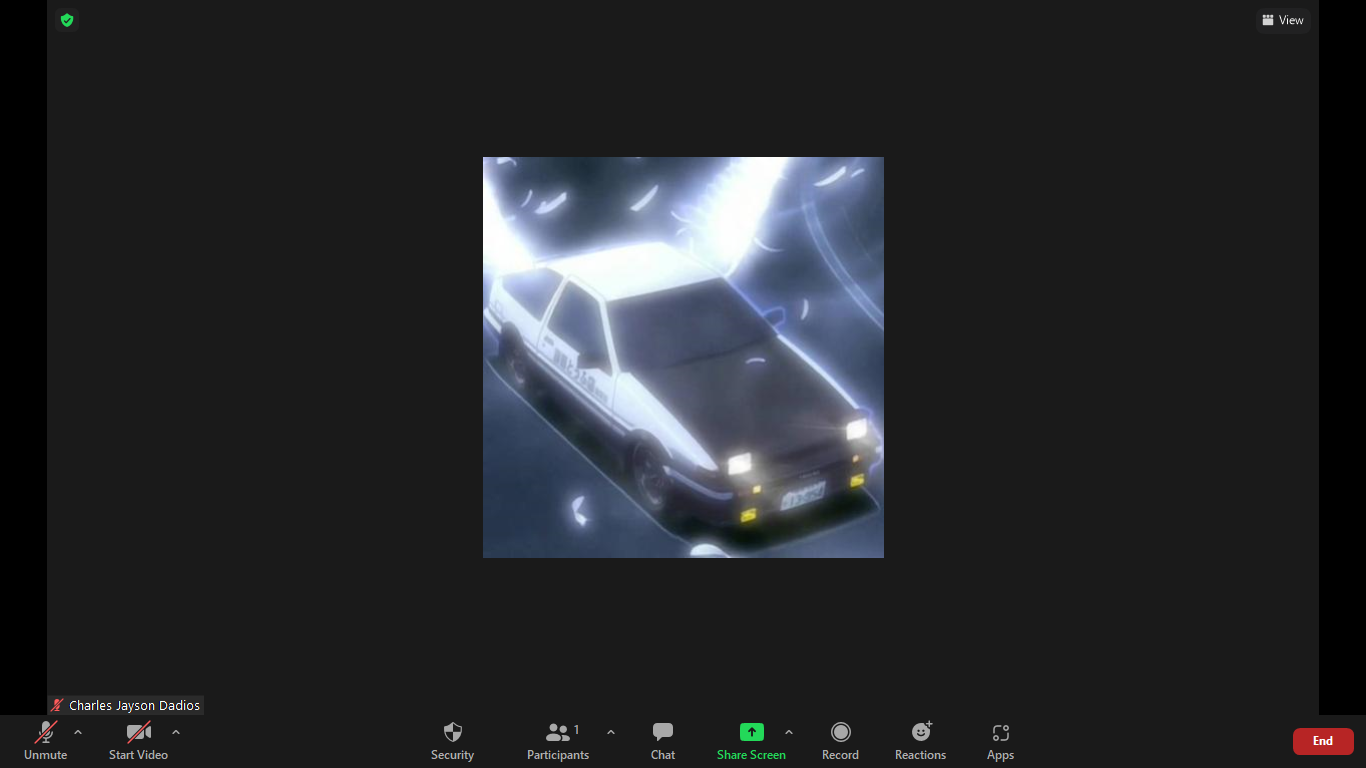 View
Charles Jayson Dadios
Unmute
Start Video
Security
1
Participants
Chat
Share Screen
Record
Reactions
Apps
End